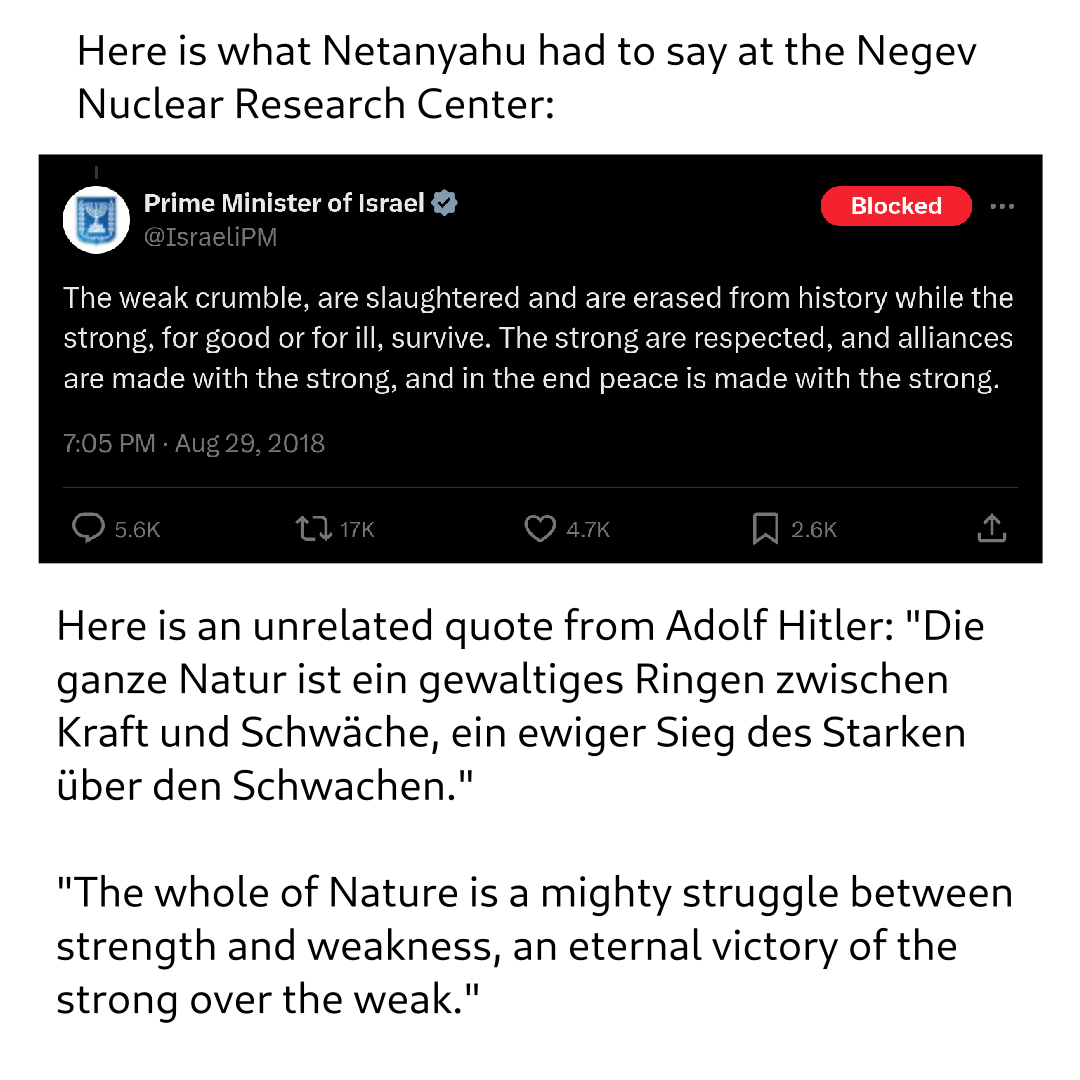 Here is what Netanyahu had to say at the Negev
Nuclear Research Center:
Prime Minister of Israel
Blocked
@IsraeliPM
The weak crumble, are slaughtered and are erased from history while the
strong, for good or for ill, survive. The strong are respected, and alliances
are made with the strong, and in the end peace is made with the strong.
7:05 PM · Aug 29, 2018
5.6K 17K 4.7K 2.6K
Here is an unrelated quote from Adolf Hitler: "Die
ganze Natur ist ein gewaltiges Ringen zwischen
Kraft und Schwäche, ein ewiger Sieg des Starken
über den Schwachen."
"The whole of Nature is a mighty struggle between
strength and weakness, an eternal victory of the
strong over the weak."